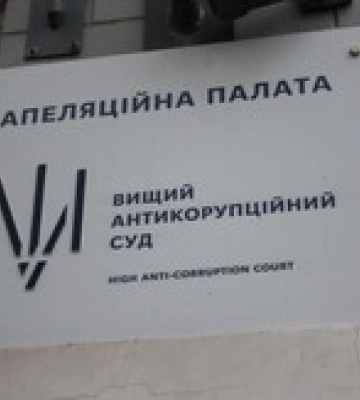 АПЕЛЯЦІЙНА ПАЛАТА
ВИЩИЙ
АНТИКОРУПЦІЙНИЙ
СУД
HIGH ANTI-CORRUPTION COURT